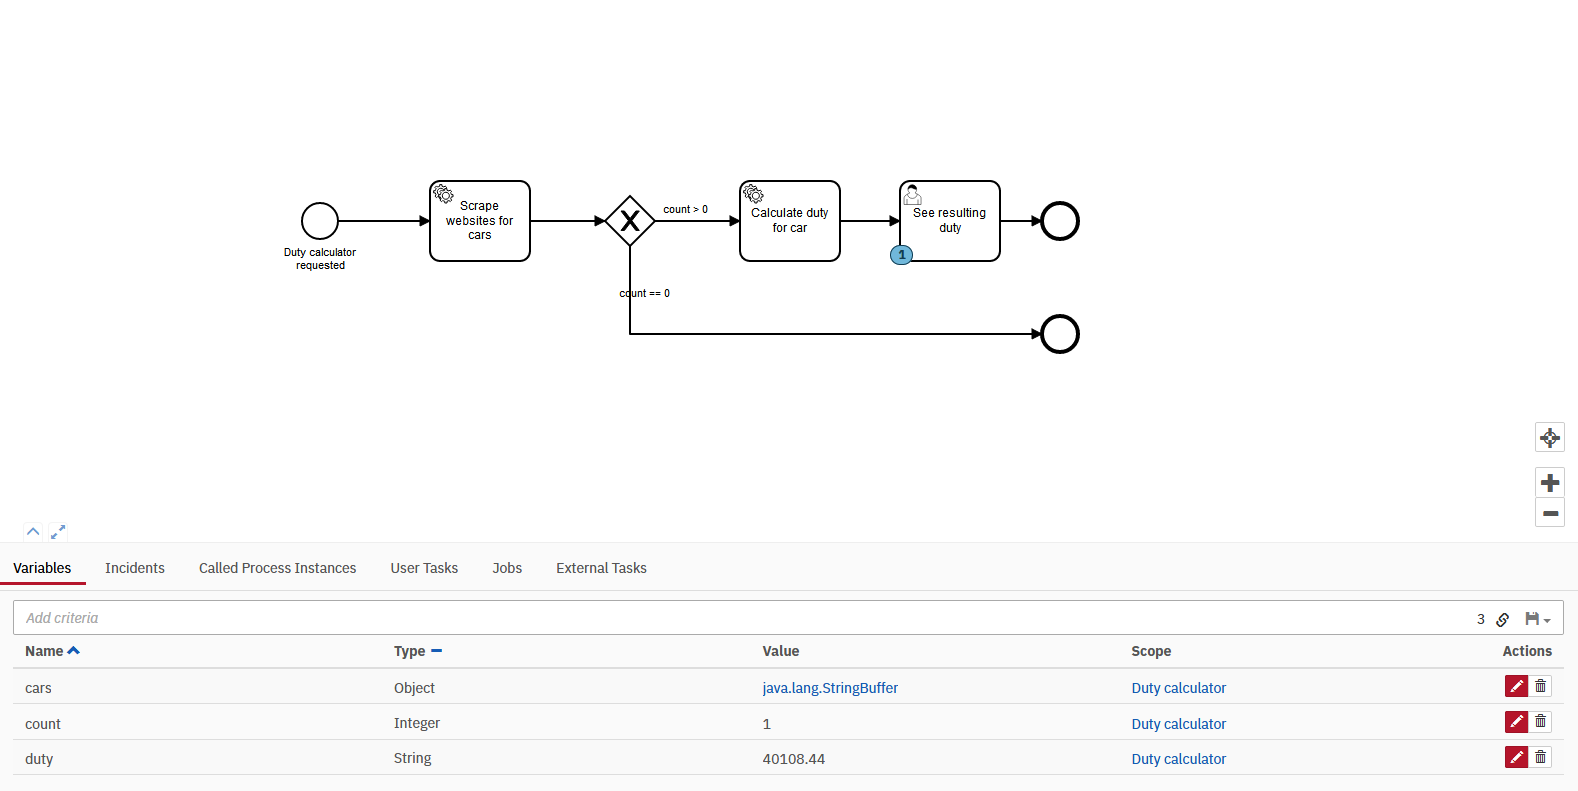 Duty calculator
requested
Scrape
websites for
cars
X
count > 0
count == 0
Calculate duty
for car
See resulting
duty
1
Variables
Incidents
Called Process Instances
User Tasks
Jobs
External Tasks
Add criteria
3
Name
Type
Value
Scope
Actions
cars
Object
java.lang.StringBuffer
Duty calculator
count
Integer
1
Duty calculator
duty
String
40108.44
Duty calculator